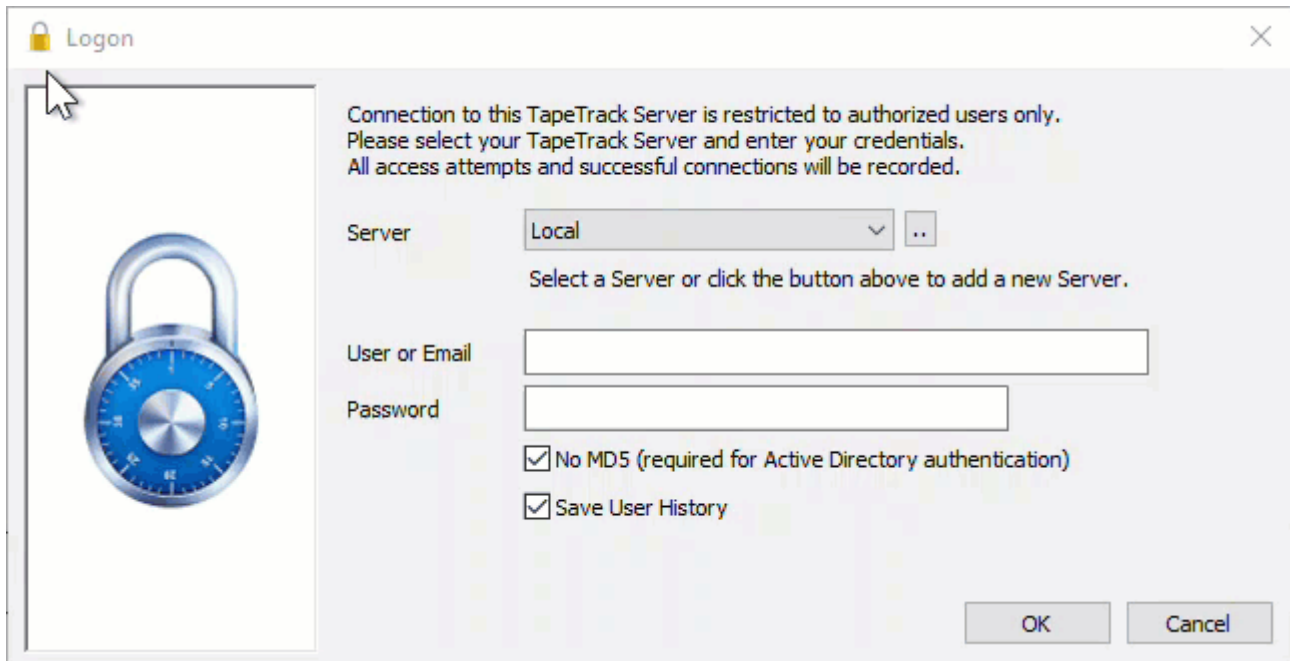 Logon
Connection to this TapeTrack Server is restricted to authorized users only.
Please select your TapeTrack Server and enter your credentials.
All access attempts and successful connections will be recorded.
Server
Local
..
Select a Server or click the button above to add a new Server.
User or Email
Password
No MD5 (required for Active Directory authentication)
Save User History
OK
Cancel